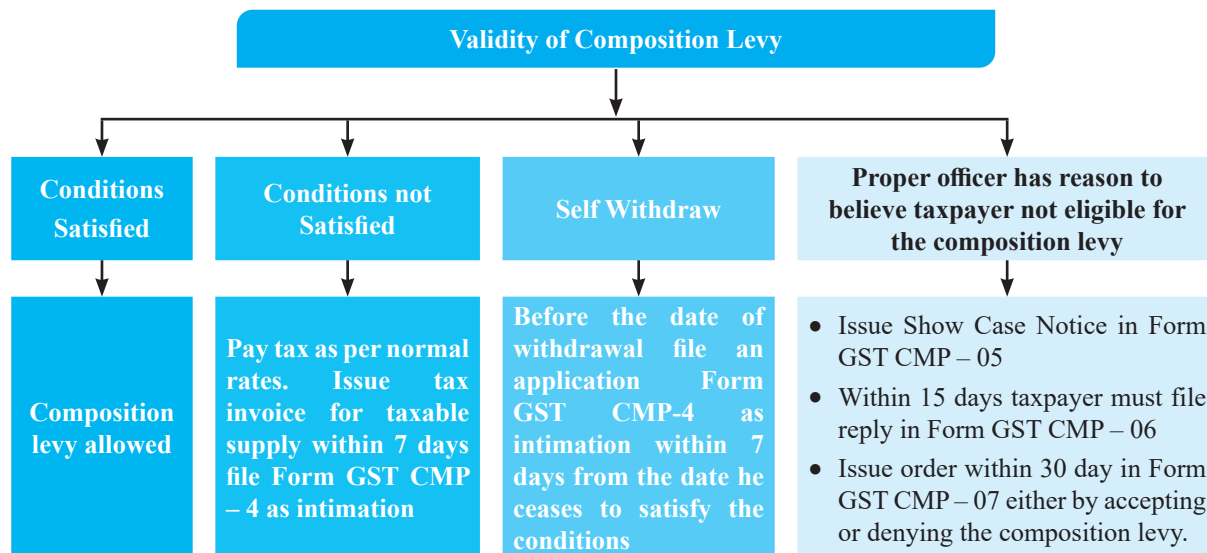 Validity of Composition Levy
Conditions
Satisfied
Conditions not
Satisfied
Self Withdraw
Proper officer has reason to
believe taxpayer not eligible for
the composition levy
Composition
levy allowed
Pay tax as per normal
rates. Issue tax
invoice for taxable
supply within 7 days
file Form GST CMP
– 4 as intimation
Before the date of
withdrawal file an
application Form
GST CMP-4 as
intimation within 7
days from the date he
ceases to satisfy the
conditions
• Issue Show Case Notice in Form
GST CMP – 05
• Within 15 days taxpayer must file
reply in Form GST CMP – 06
• Issue order within 30 day in Form
GST CMP – 07 either by accepting
or denying the composition levy.